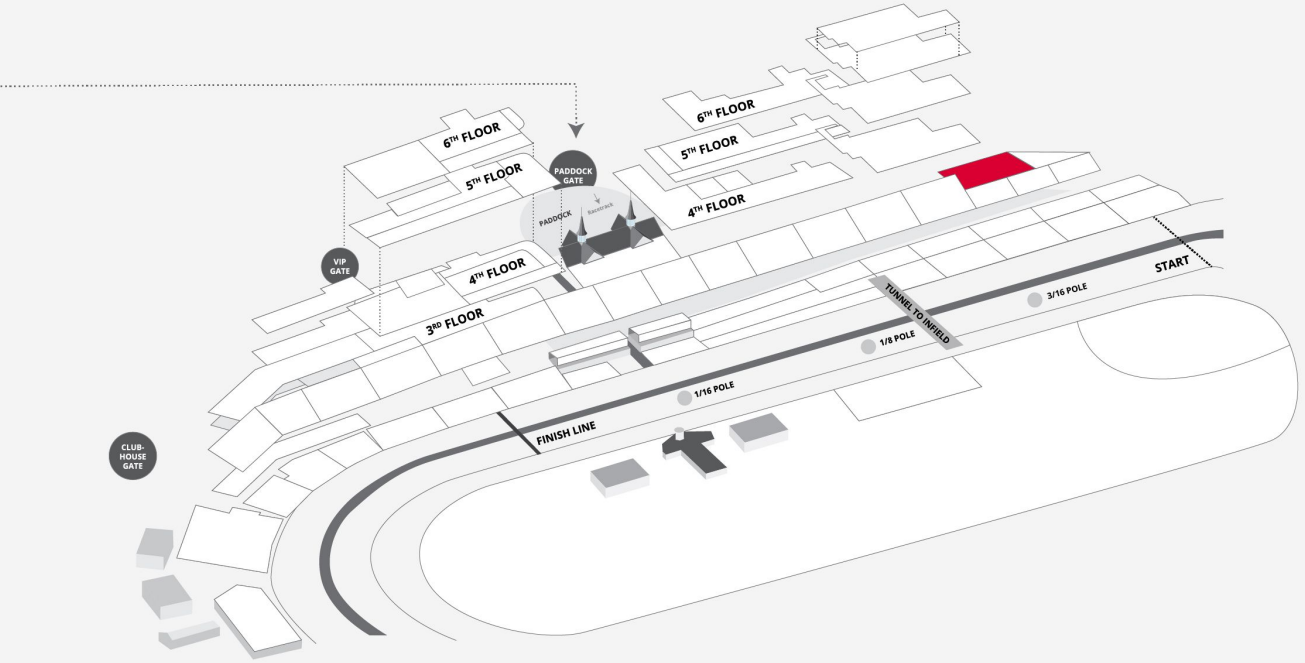 6TH FLOOR
5TH FLOOR
4TH FLOOR
3RD FLOOR
6TH FLOOR
5TH FLOOR
4TH FLOOR
PADDOCK
GATE
PADDOCK
Racetrack
VIP
GATE
CLUB-
HOUSE
GATE
START
3/16 POLE
TUNNEL TO INFIELD
1/8 POLE
1/16 POLE
FINISH LINE